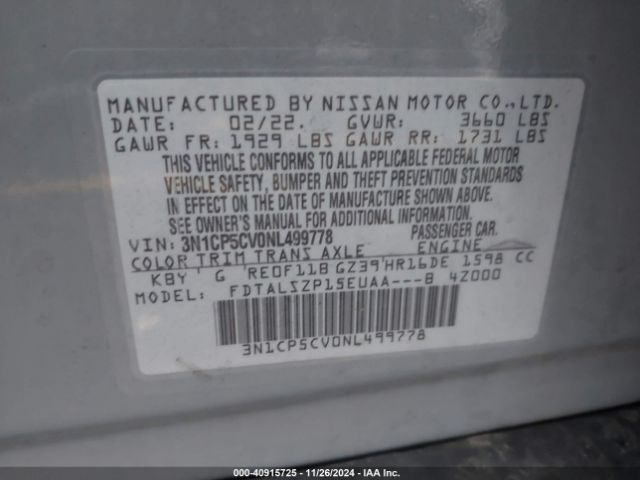 MANUFACTURED BY NISSAN MOTOR CO.,LTD.
DATE: 02/22. GVWR: 3660 LBS
GAWR FR: 1929 LBS GAWR RR: 1731 LBS
THIS VEHICLE CONFORMS TO ALL APPLICABLE FEDERAL MOTOR
VEHICLE SAFETY, BUMPER AND THEFT PREVENTION STANDARDS
IN EFFECT ON THE DATE OF MANUFACTURE SHOWN ABOVE.
SEE OWNER'S MANUAL FOR ADDITIONAL INFORMATION.
VIN: 3N1CP5CV0NL499778 PASSENGER CAR.
COLOR TRIM TRANS AXLE ENGINE
KBY G RE0F11B GZ39 HR16DE 1598 CC
MODEL: FDTALSZP15EUAA---B 4Z000
3N1CP5CV0NL499778
000-40915725 - 11/26/2024 - IAA Inc.